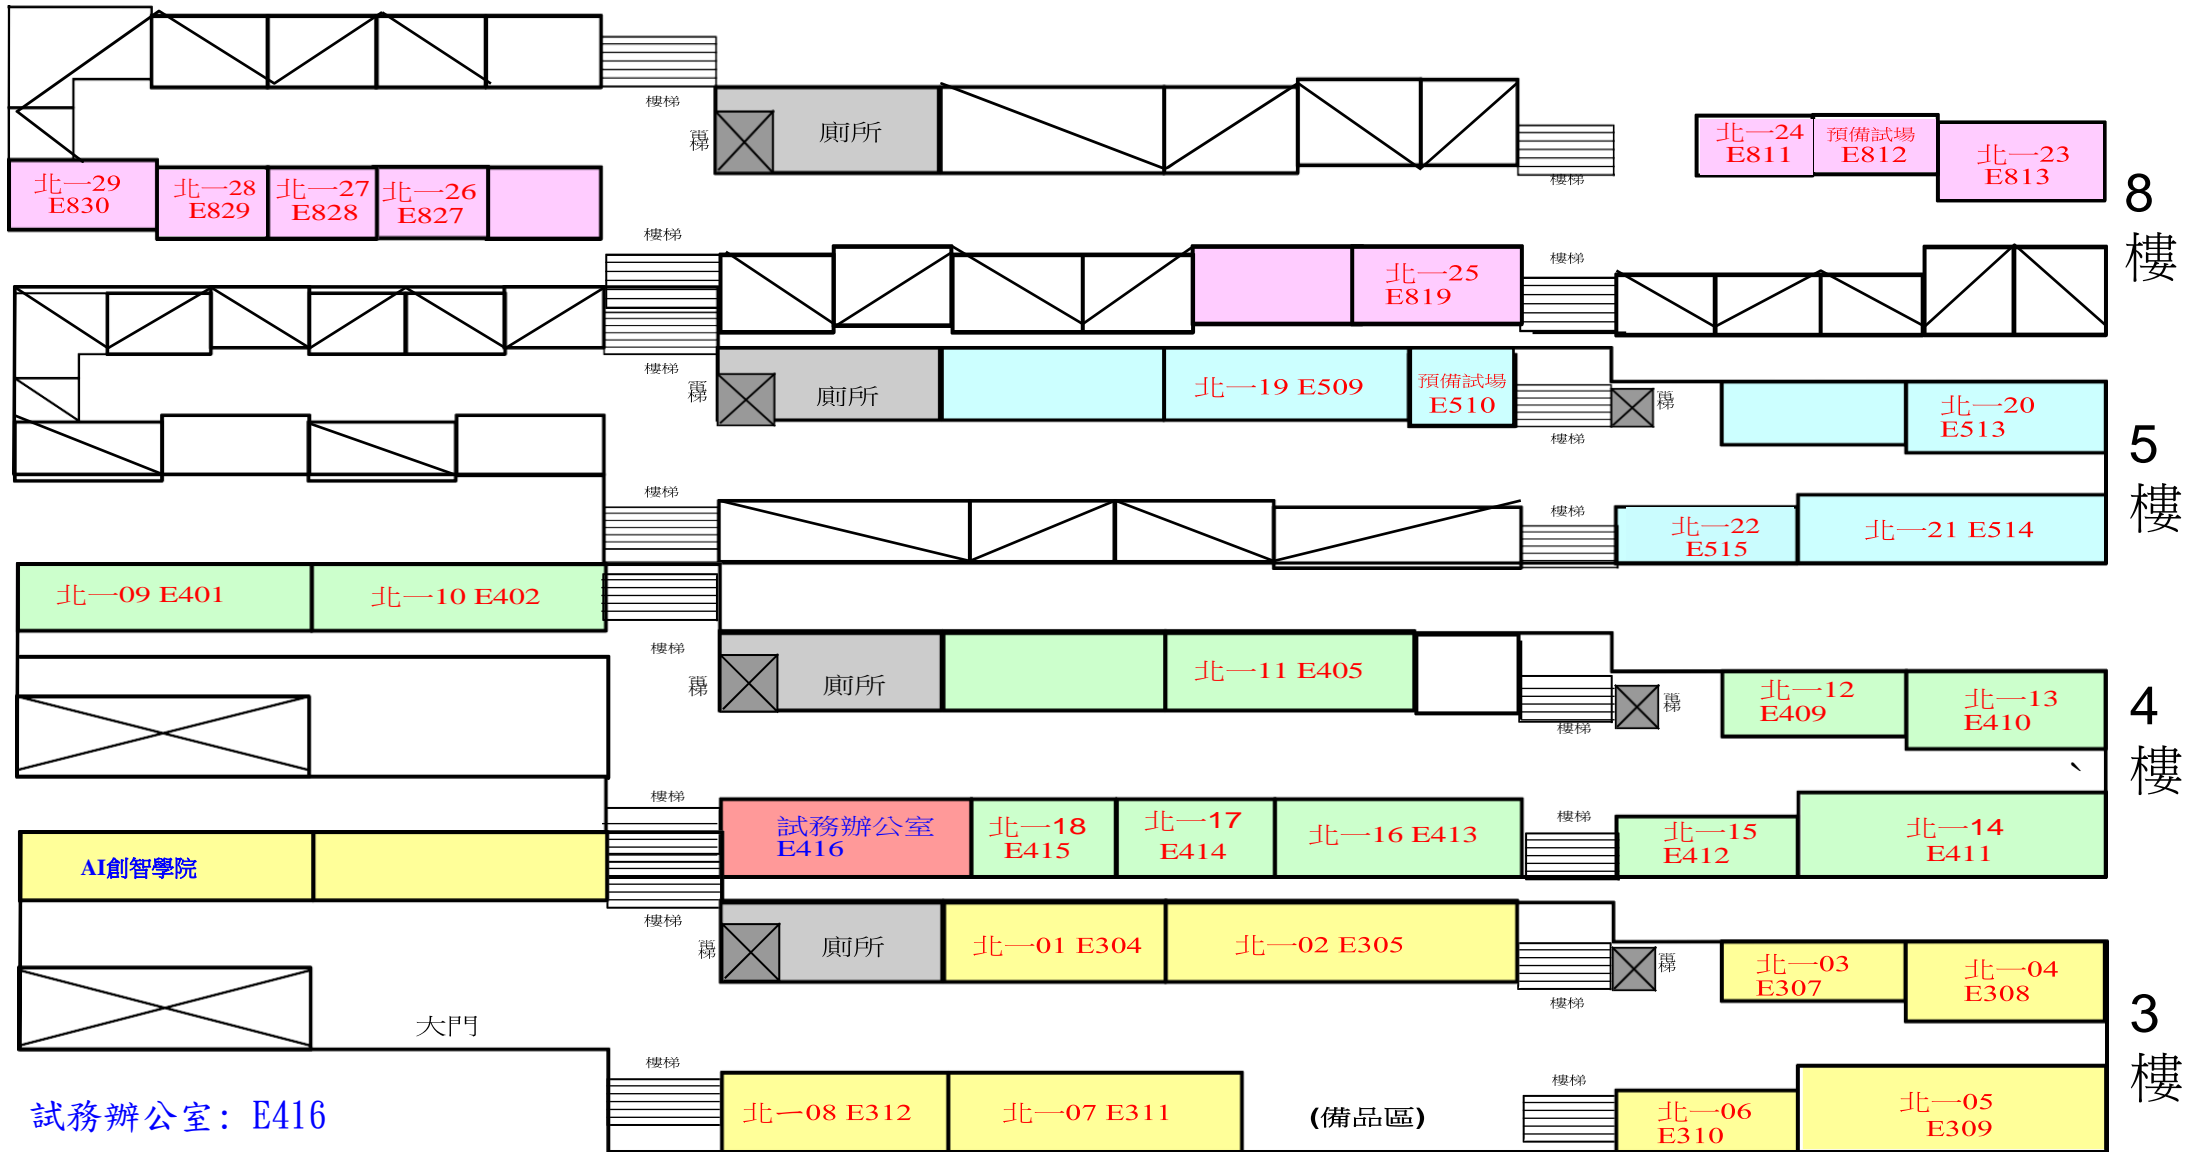 樓梯
電梯
廁所
樓梯
北一24
E811
預備試場
E812
北一23
E813
8
樓
北一29
E830
北一28
E829
北一27
E828
北一26
E827
樓梯
北一25
E819
樓梯
樓梯
電梯
廁所
北一19 E509
預備試場
E510
樓梯
電梯
北一20
E513
5
樓
樓梯
樓梯
北一22
E515
北一21 E514
北一09 E401
北一10 E402
樓梯
電梯
廁所
北一11 E405
樓梯
電梯
北一12
E409
北一13
E410
、
4
樓
樓梯
試務辦公室
E416
北一18
E415
北一17
E414
北一16 E413
樓梯
北一15
E412
北一14
E411
AI創智學院
樓梯
電梯
廁所
北一01 E304
北一02 E305
樓梯
電梯
北一03
E307
北一04
E308
3
樓
大門
樓梯
北一08 E312
北一07 E311
(備品區)
樓梯
北一06
E310
北一05
E309
試務辦公室: E416